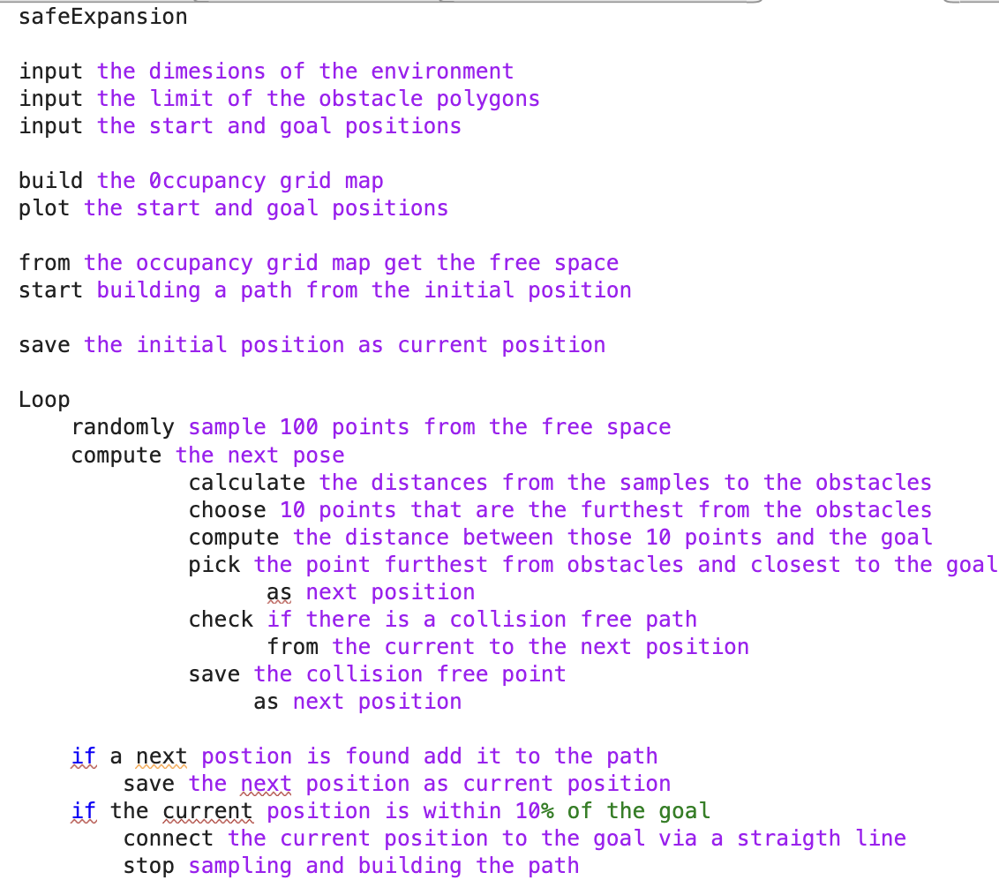 safeExpansion
input the dimesions of the environment
input the limit of the obstacle polygons
input the start and goal positions
build the 0ccupancy grid map
plot the start and goal positions
from the occupancy grid map get the free space
start building a path from the initial position
save the initial position as current position
Loop
randomly sample 100 points from the free space
compute the next pose
calculate the distances from the samples to the obstacles
choose 10 points that are the furthest from the obstacles
compute the distance between those 10 points and the goal
pick the point furthest from obstacles and closest to the goal
as next position
check if there is a collision free path
from the current to the next position
save the collision free point
as next position
if a next postion is found add it to the path
save the next position as current position
if the current position is within 10% of the goal
connect the current position to the goal via a straigth line
stop sampling and building the path